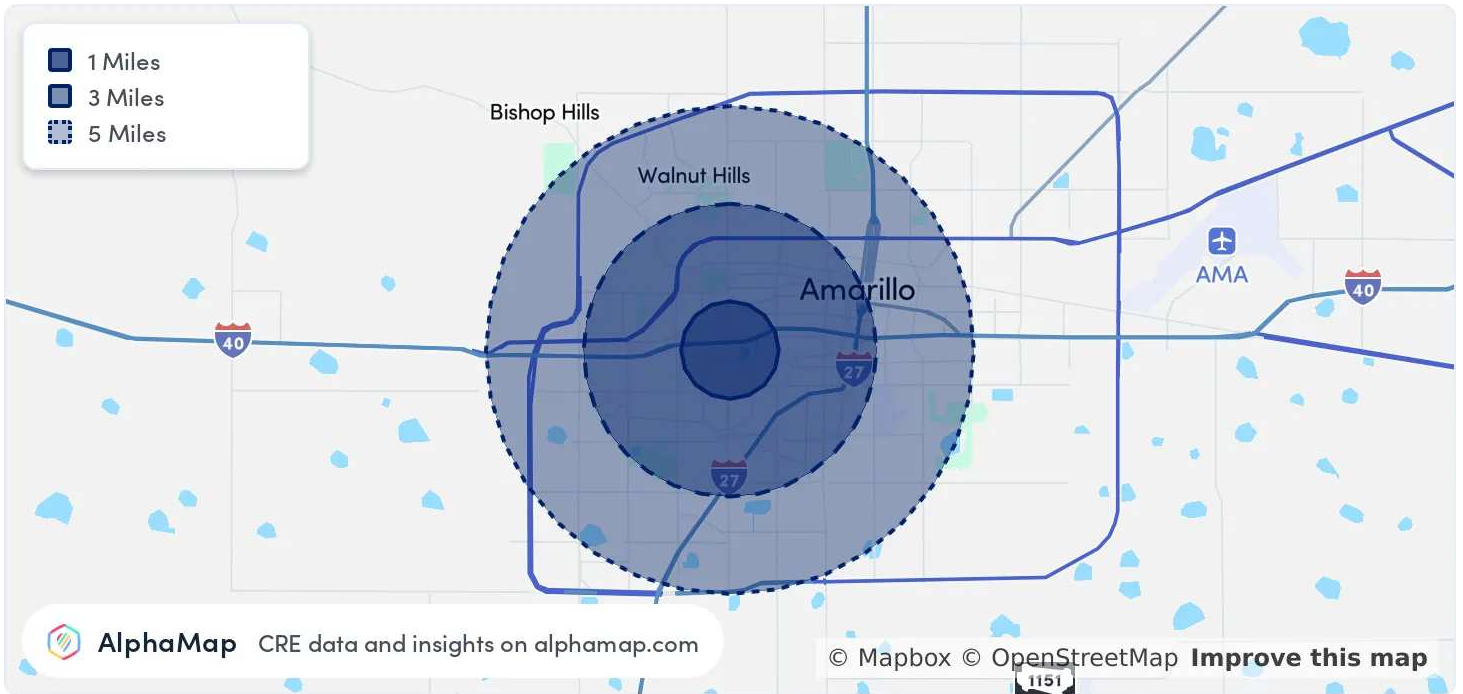 1 Miles
3 Miles
5 Miles
Bishop Hills
Walnut Hills
Amarillo
AMA
40
40
27
27
AlphaMap CRE data and insights on alphamap.com
© Mapbox © OpenStreetMap Improve this map
1151